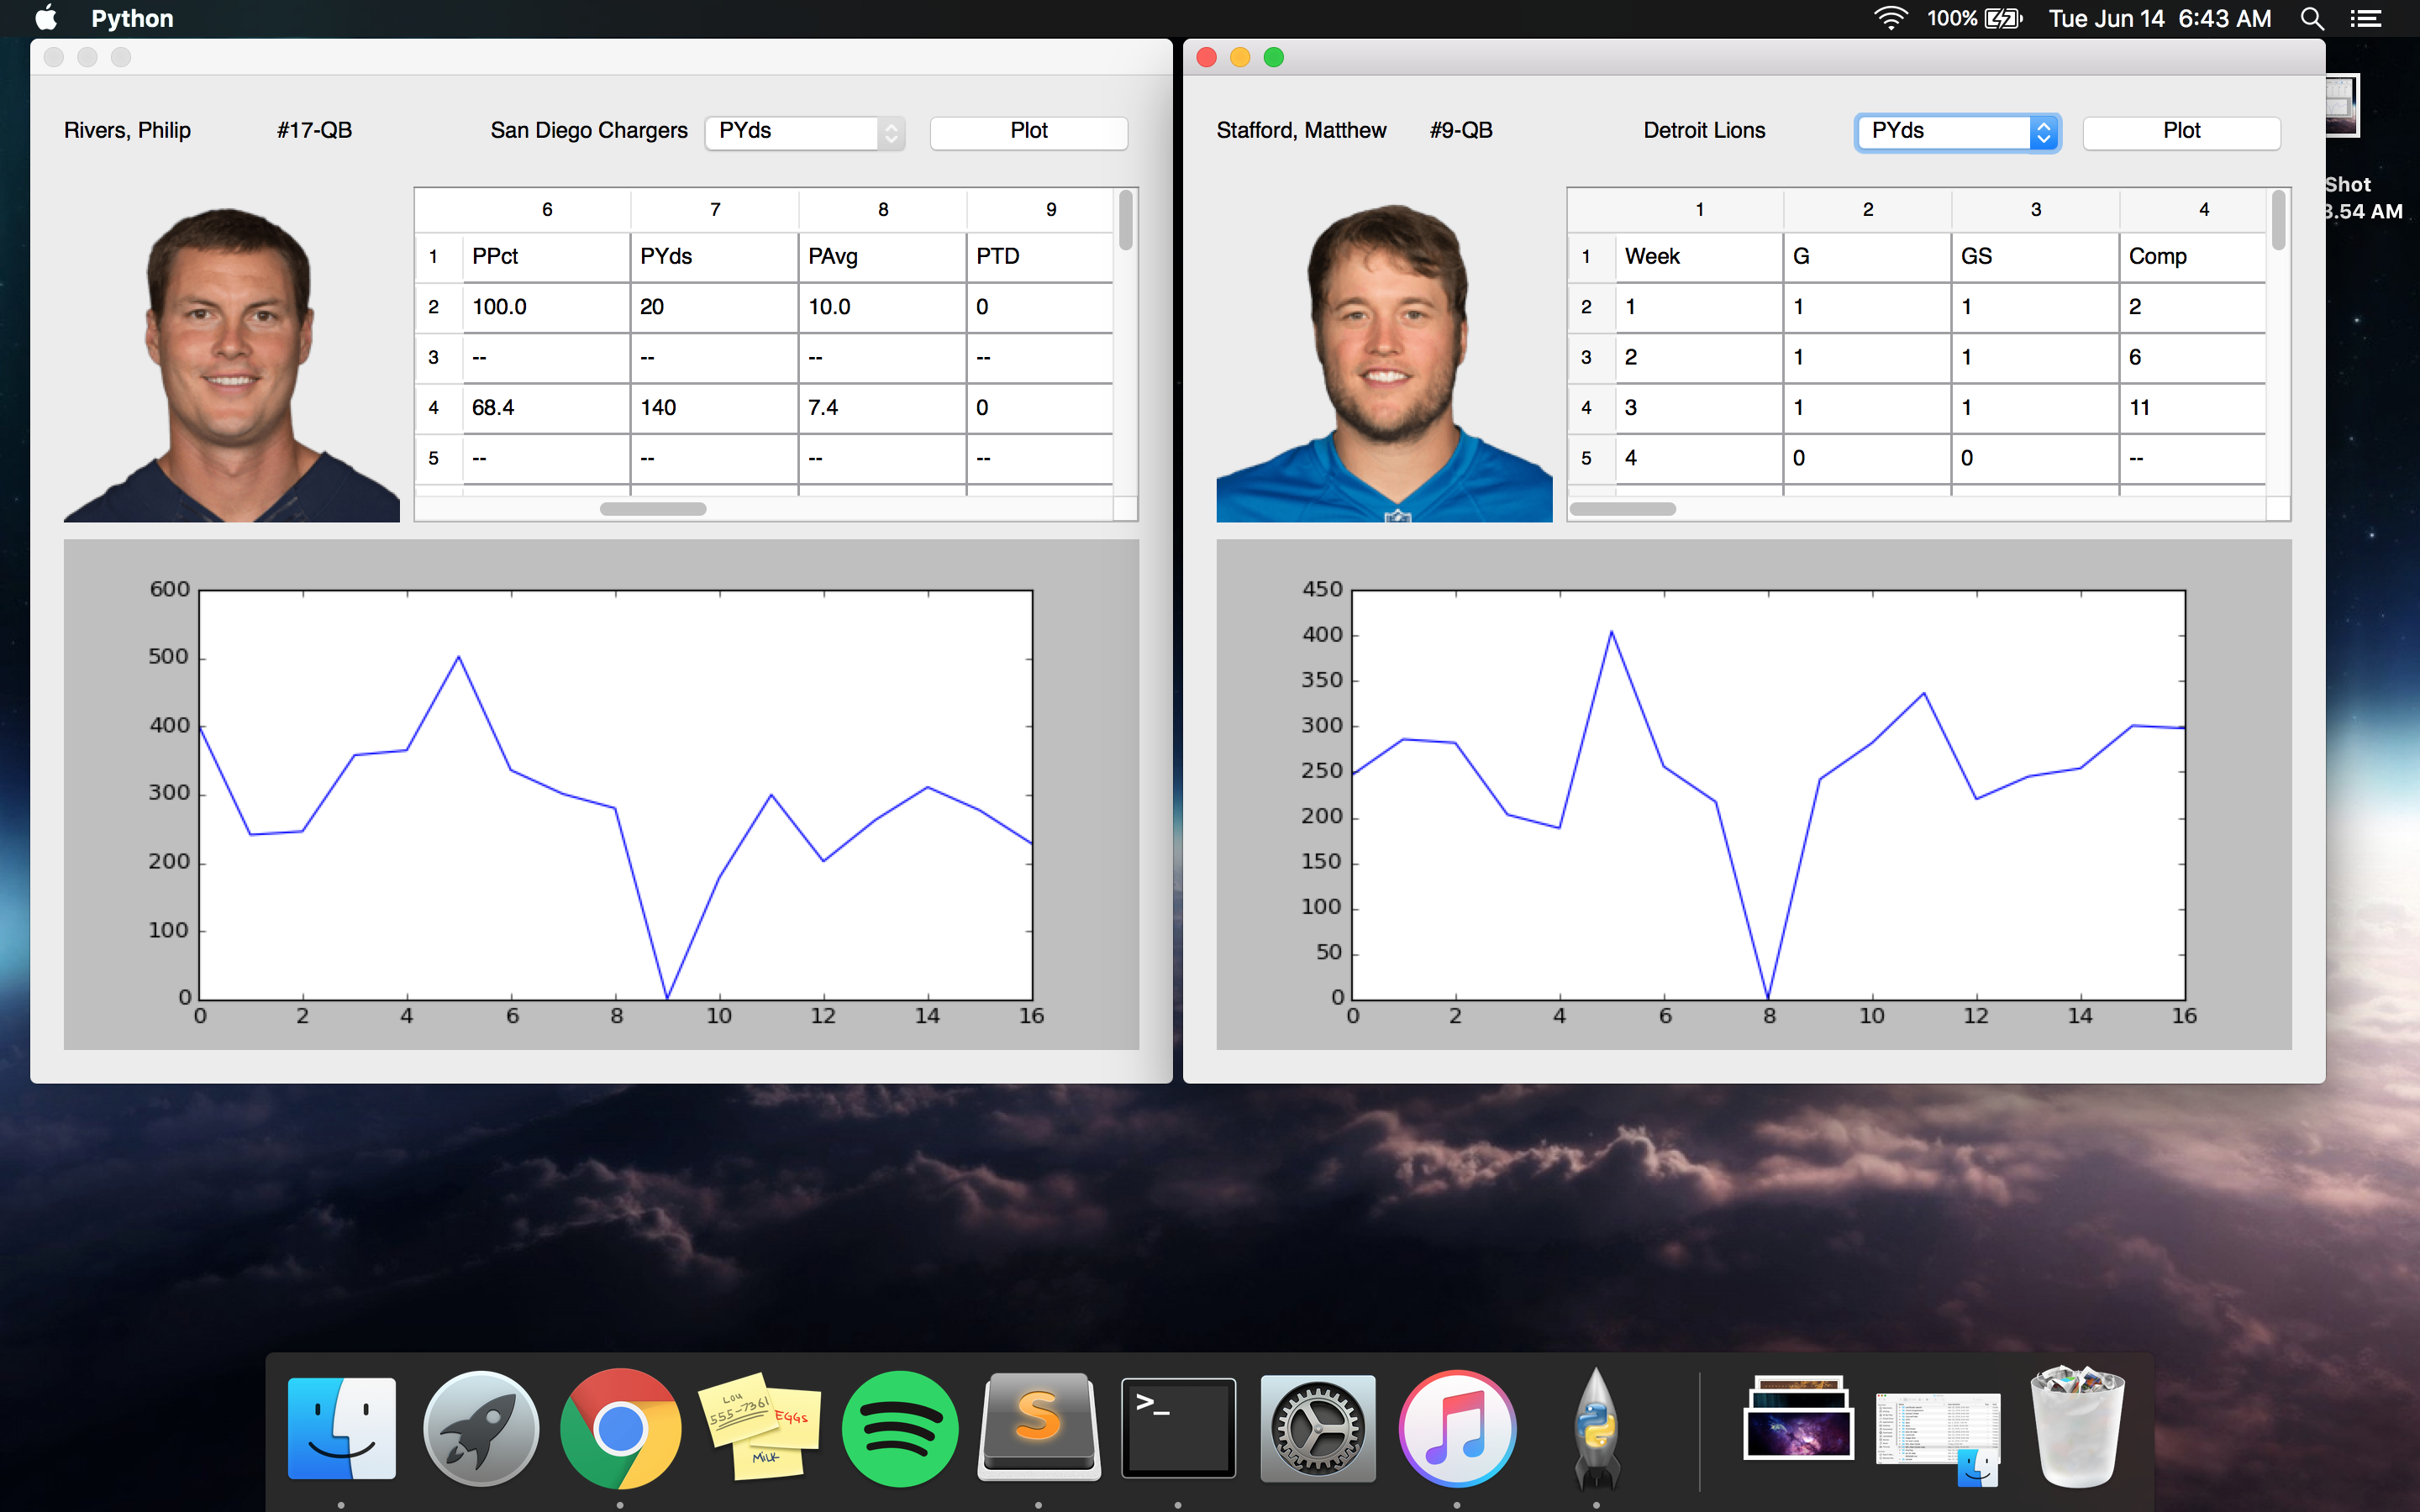 Python
100%
Tue Jun 14 6:43 AM
Rivers, Philip #17-QB San Diego Chargers PYds Plot
6 7 8 9
1 PPct PYds PAvg PTD
2 100.0 20 10.0 0
3 -- -- -- --
4 68.4 140 7.4 0
5 -- -- -- --
600
500
400
300
200
100
0
0 2 4 6 8 10 12 14 16
Stafford, Matthew #9-QB Detroit Lions PYds Plot
1 2 3 4
1 Week G GS Comp
2 1 1 1 2
3 2 1 1 6
4 3 1 1 11
5 4 0 0 --
450
400
350
300
250
200
150
100
50
0
0 2 4 6 8 10 12 14 16
Shot
3.54 AM
Lou
555-7361
EGGs
MiLK
S
>_